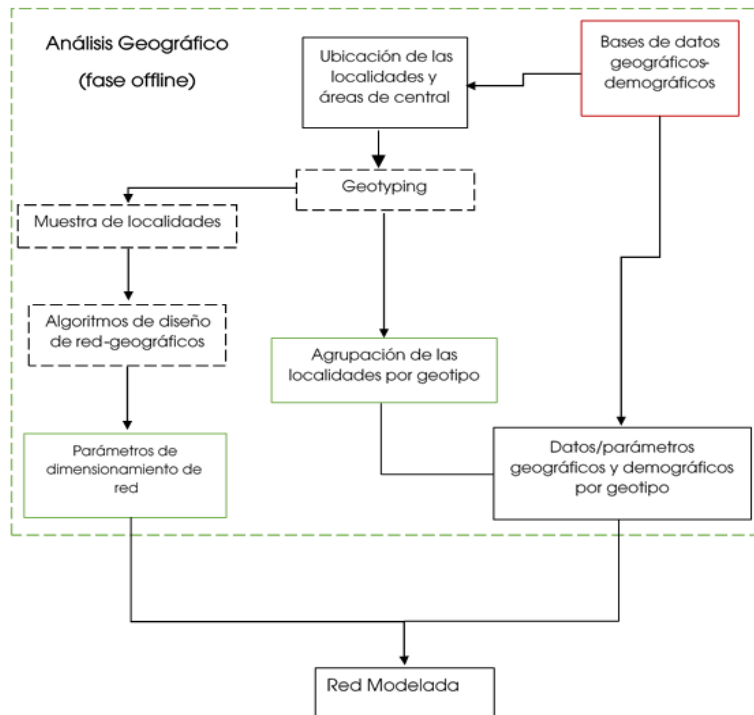 Análisis Geográfico
(fase offline)
Ubicación de las
localidades y
áreas de central
Bases de datos
geográficos-
demográficos
Geotyping
Muestra de localidades
Algoritmos de diseño
de red-geográficos
Agrupación de las
localidades por geotipo
Parámetros de
dimensionamiento de
red
Datos/parámetros
geográficos y demográficos
por geotipo
Red Modelada